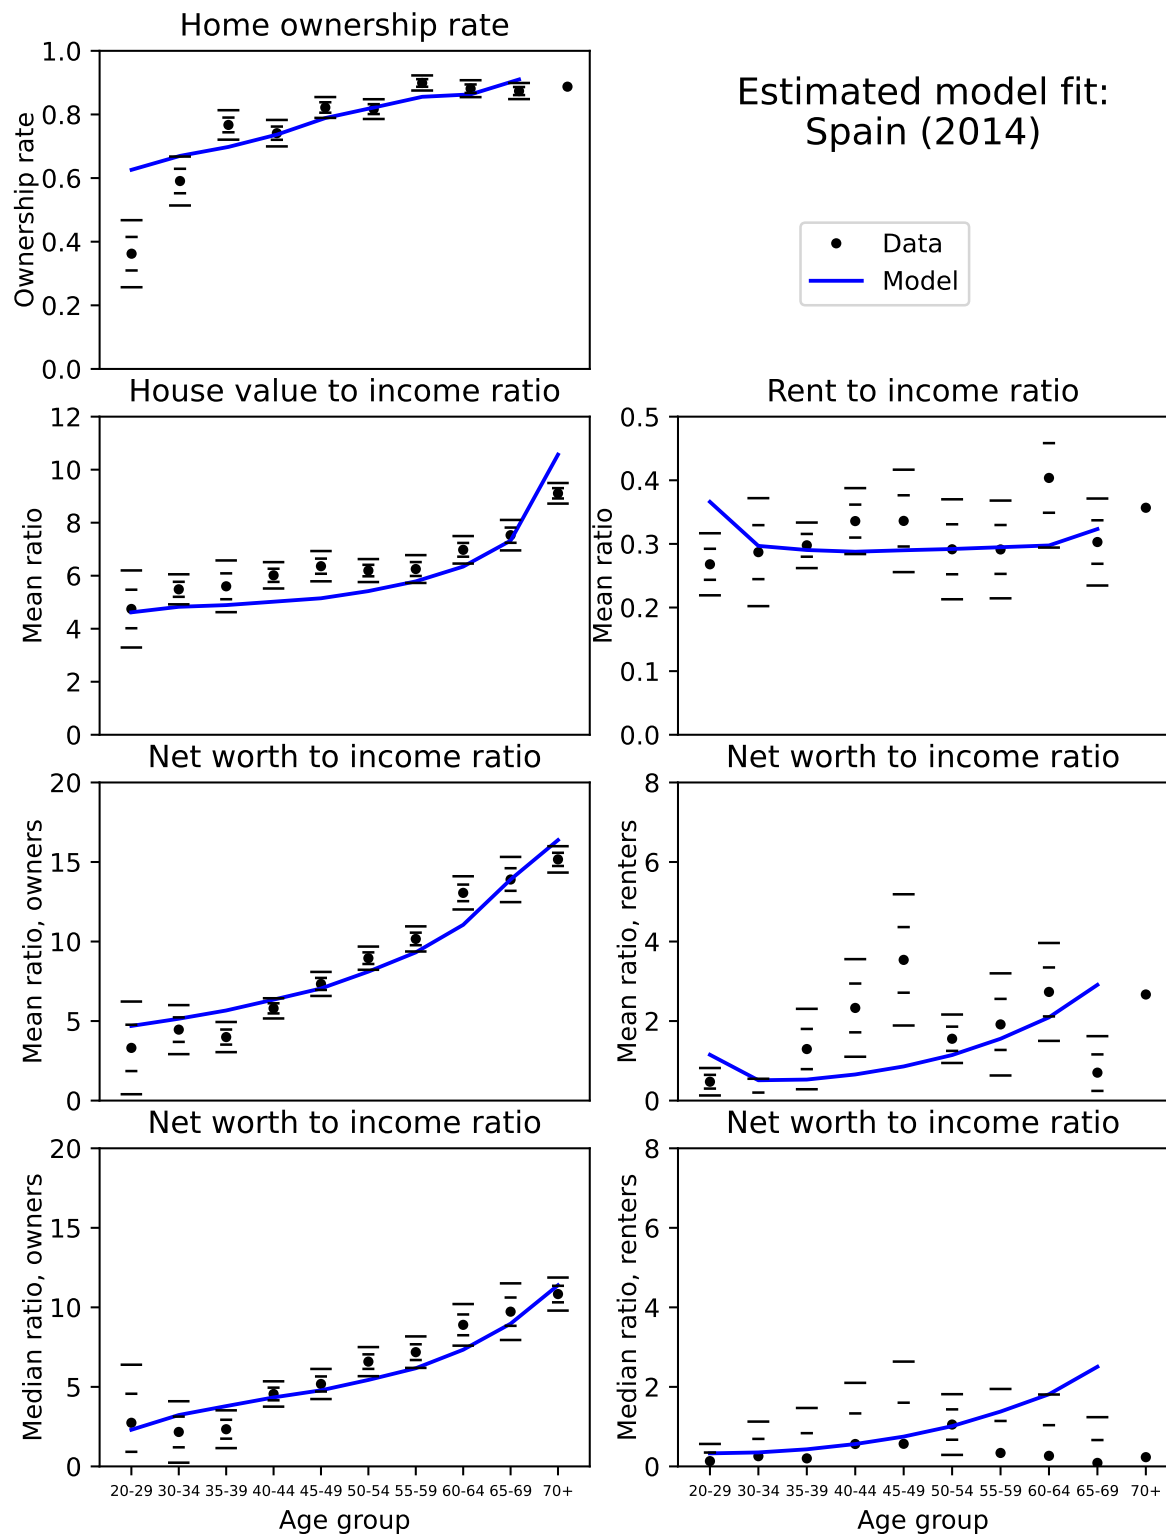 Home ownership rate
1.0
0.8
0.6
0.4
0.2
0.0
Ownership rate
Estimated model fit:
Spain (2014)
Data
Model
House value to income ratio
12
10
8
6
4
2
0
Mean ratio
Rent to income ratio
0.5
0.4
0.3
0.2
0.1
0.0
Mean ratio
Net worth to income ratio
20
15
10
5
0
Mean ratio, owners
Net worth to income ratio
8
6
4
2
0
Mean ratio, renters
Net worth to income ratio
20
15
10
5
0
Median ratio, owners
20-29 30-34 35-39 40-44 45-49 50-54 55-59 60-64 65-69 70+
Age group
Net worth to income ratio
8
6
4
2
0
Median ratio, renters
20-29 30-34 35-39 40-44 45-49 50-54 55-59 60-64 65-69 70+
Age group